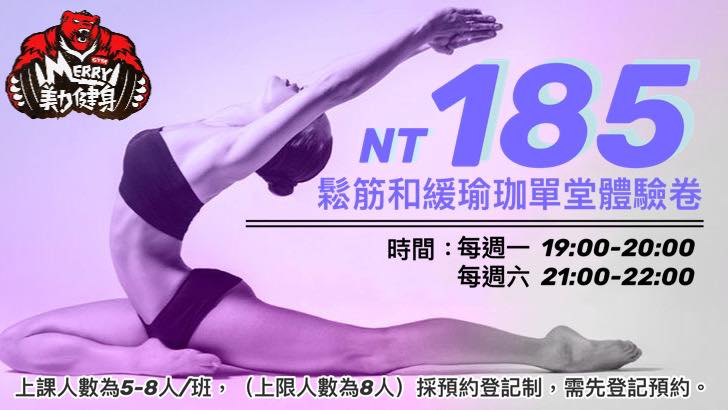 GYM
MERRY
美力健身
NT 185
鬆筋和緩瑜珈單堂體驗卷
時間：每週一 19:00-20:00
每週六 21:00-22:00
上課人數為5-8人/班，（上限人數為8人）採預約登記制，需先登記預約。